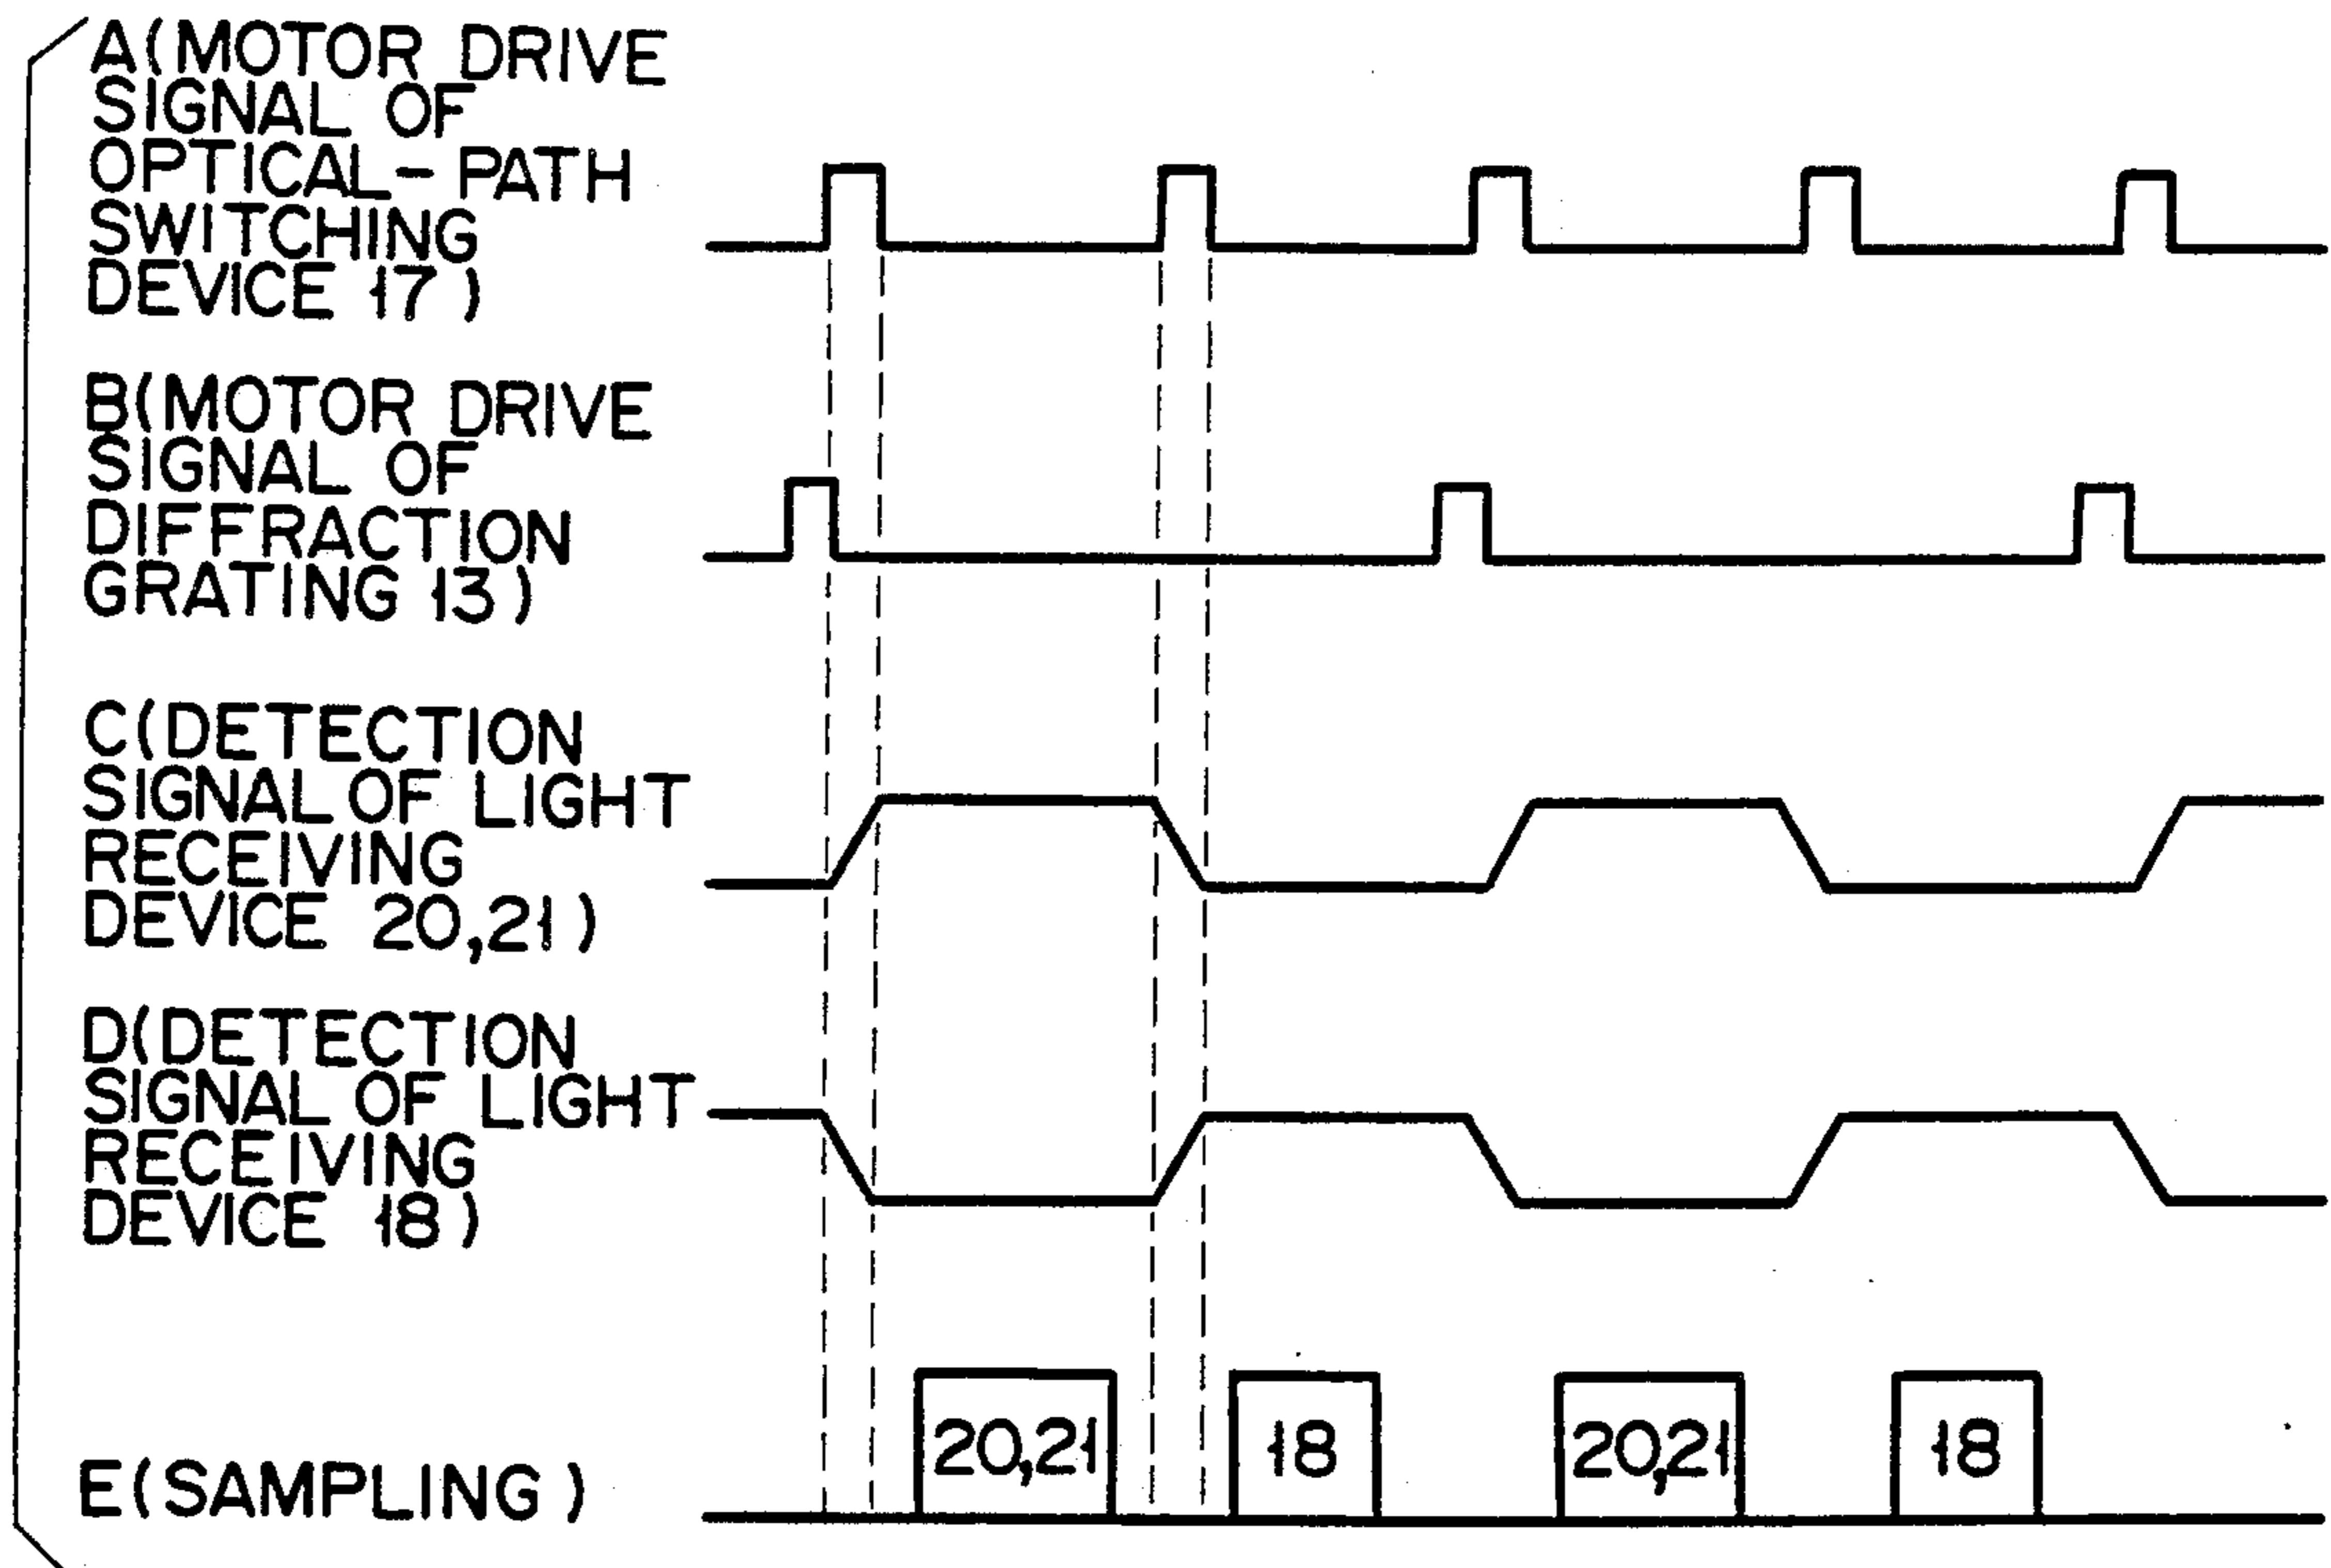 A(MOTOR DRIVE
SIGNAL OF
OPTICAL-PATH
SWITCHING
DEVICE 17)
B(MOTOR DRIVE
SIGNAL OF
DIFFRACTION
GRATING 13)
C(DETECTION
SIGNAL OF LIGHT
RECEIVING
DEVICE 20,21)
D(DETECTION
SIGNAL OF LIGHT
RECEIVING
DEVICE 18)
E(SAMPLING)
20,21
18
20,21
18